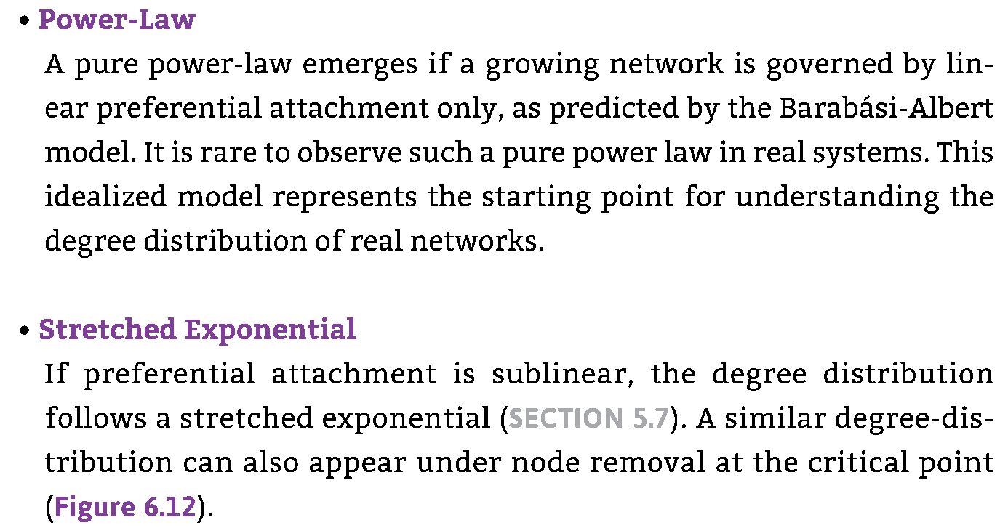 • Power-Law
A pure power-law emerges if a growing network is governed by lin-
ear preferential attachment only, as predicted by the Barabási-Albert
model. It is rare to observe such a pure power law in real systems. This
idealized model represents the starting point for understanding the
degree distribution of real networks.
• Stretched Exponential
If preferential attachment is sublinear, the degree distribution
follows a stretched exponential (SECTION 5.7). A similar degree-dis-
tribution can also appear under node removal at the critical point
(Figure 6.12).